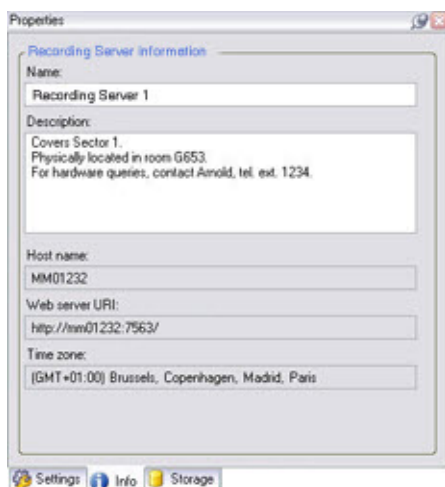 Properties
Recording Server information
Name:
Recording Server 1
Description:
Covers Sector 1.
Physically located in room G653.
For hardware queries, contact Arnold, tel. ext. 1234.
Host name:
MM01232
Web server URI:
http://mm01232:7563/
Time zone:
(GMT+01:00) Brussels, Copenhagen, Madrid, Paris
Settings Info Storage